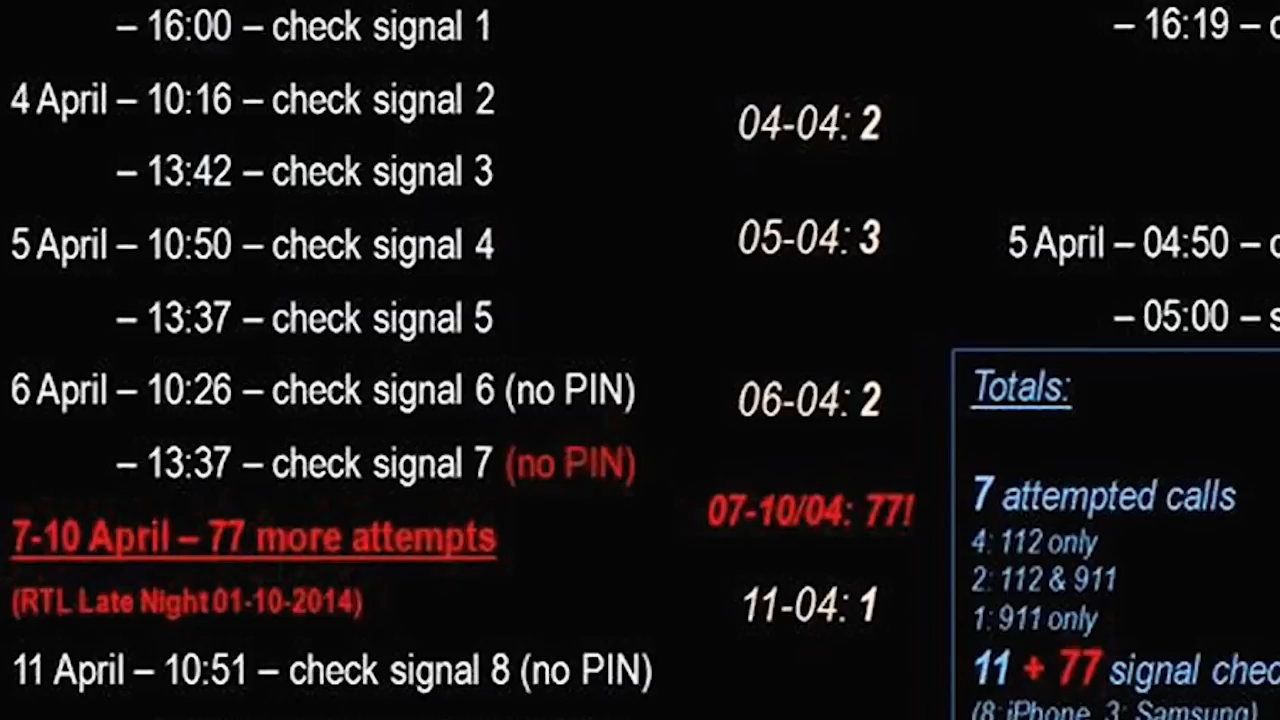 – 16:00 – check signal 1
4 April – 10:16 – check signal 2
– 13:42 – check signal 3
5 April – 10:50 – check signal 4
– 13:37 – check signal 5
6 April – 10:26 – check signal 6 (no PIN)
– 13:37 – check signal 7 (no PIN)
7-10 April – 77 more attempts
(RTL Late Night 01-10-2014)
11 April – 10:51 – check signal 8 (no PIN)
04-04: 2
05-04: 3
06-04: 2
07-10/04: 77!
11-04: 1
– 16:19 –
5 April – 04:50 –
– 05:00 –
Totals:
7 attempted calls
4: 112 only
2: 112 & 911
1: 911 only
11 + 77 signal chec
(8: iPhone, 3: Samsung)